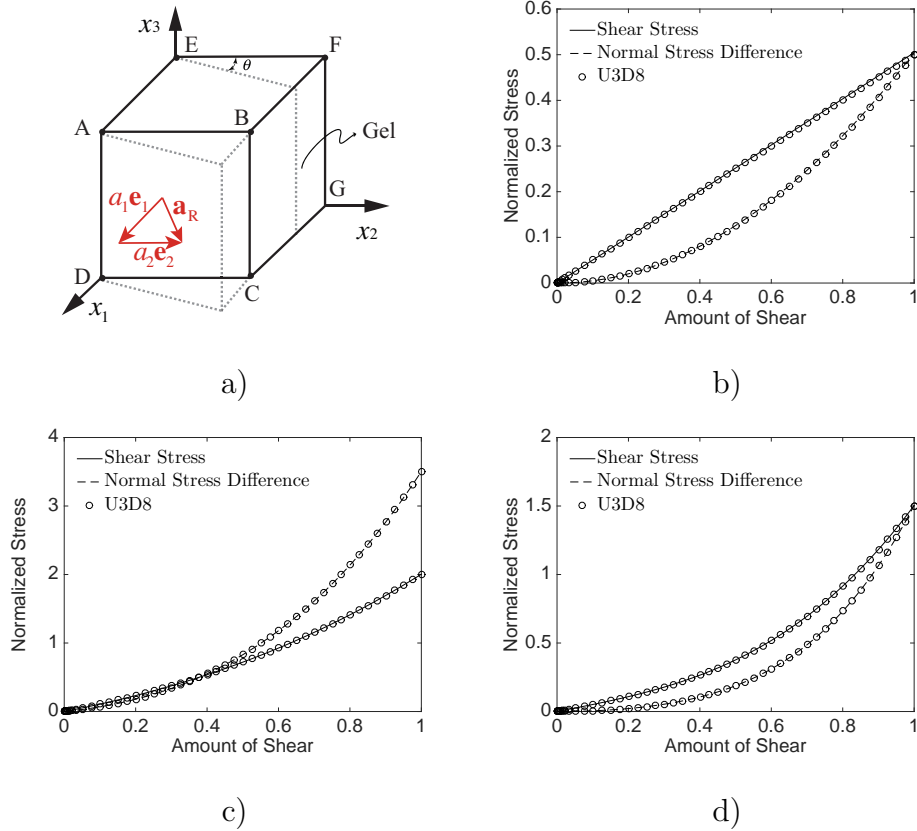 x₃
E
F
θ
A
B
Gel
a₁e₁
a_R
a₂e₂
G
x₂
D
C
x₁
a)
Shear Stress
Normal Stress Difference
U3D8
Normalized Stress
0.5
0.4
0.3
0.2
0.1
0
0 0.2 0.4 0.6 0.8 1
Amount of Shear
b)
Shear Stress
Normal Stress Difference
U3D8
Normalized Stress
4
3
2
1
0
0 0.2 0.4 0.6 0.8 1
Amount of Shear
c)
Shear Stress
Normal Stress Difference
U3D8
Normalized Stress
2
1.5
1
0.5
0
0 0.2 0.4 0.6 0.8 1
Amount of Shear
d)